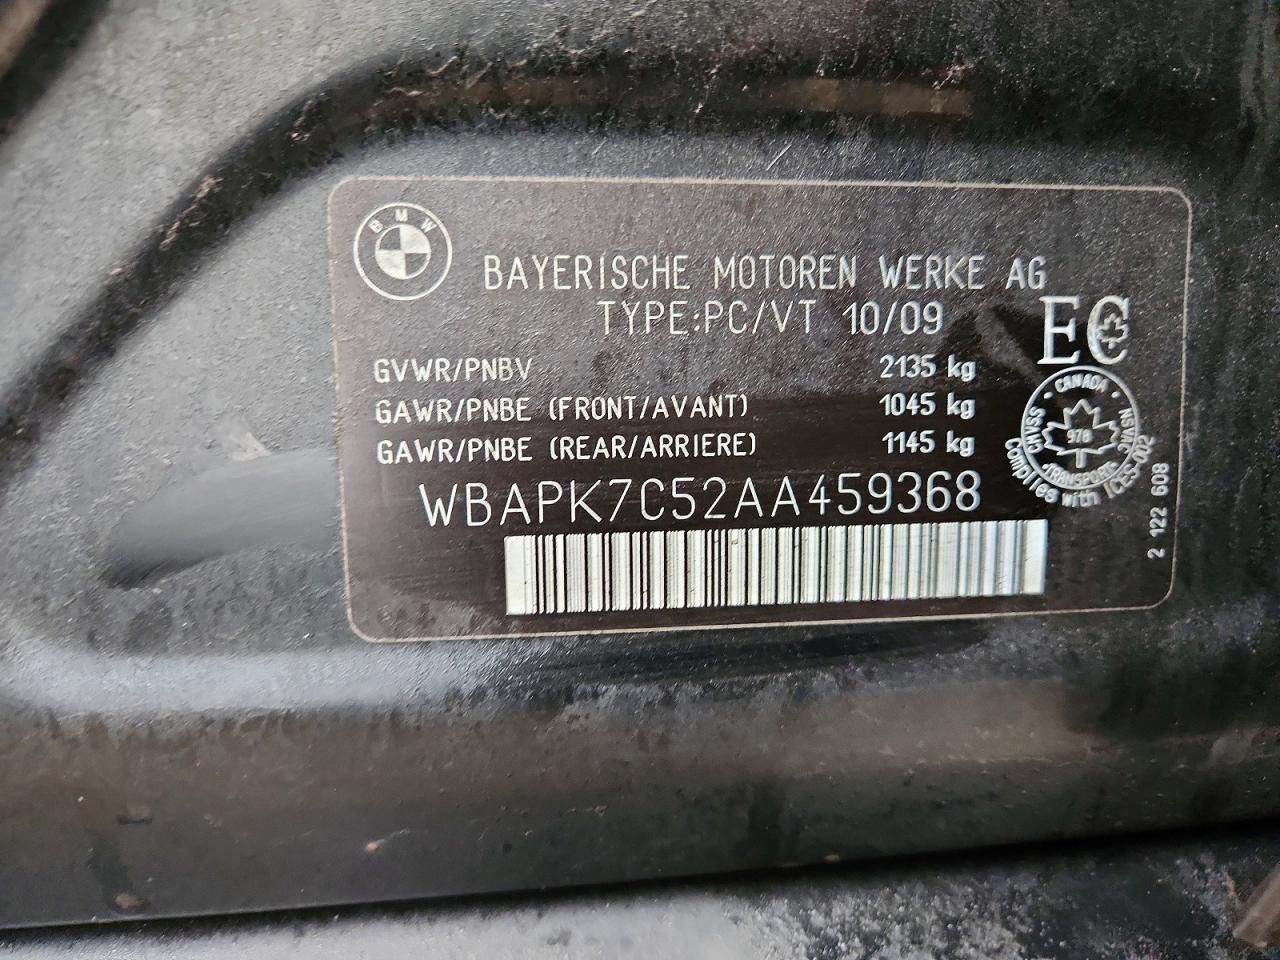 BMW
BAYERISCHE MOTOREN WERKE AG
TYPE:PC/VT 10/09
EC
GVWR/PNBV 2135 kg
GAWR/PNBE (FRONT/AVANT) 1045 kg
GAWR/PNBE (REAR/ARRIERE) 1145 kg
CANADA
CMVSS
NSVAC
978
TRANSPORT
Complies with ICES-002
WBAPK7C52AA459368
2 122 608